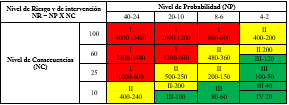 Nivel de Riesgo y de intervención
NR = NP X NC
Nivel de Probabilidad (NP)
40-24
20-10
8-6
4-2
Nivel de Consecuencias
(NC)
100
I
4000-2400
I
2000-1200
I
800-600
II
400-200
60
I
2400-1440
I
1200-600
II
480-360
II 200
III-120
25
I
1000-600
II
500-250
II
200-150
III
100-50
10
II
400-240
II-200
III-100
III
80-60
III 40
IV 20